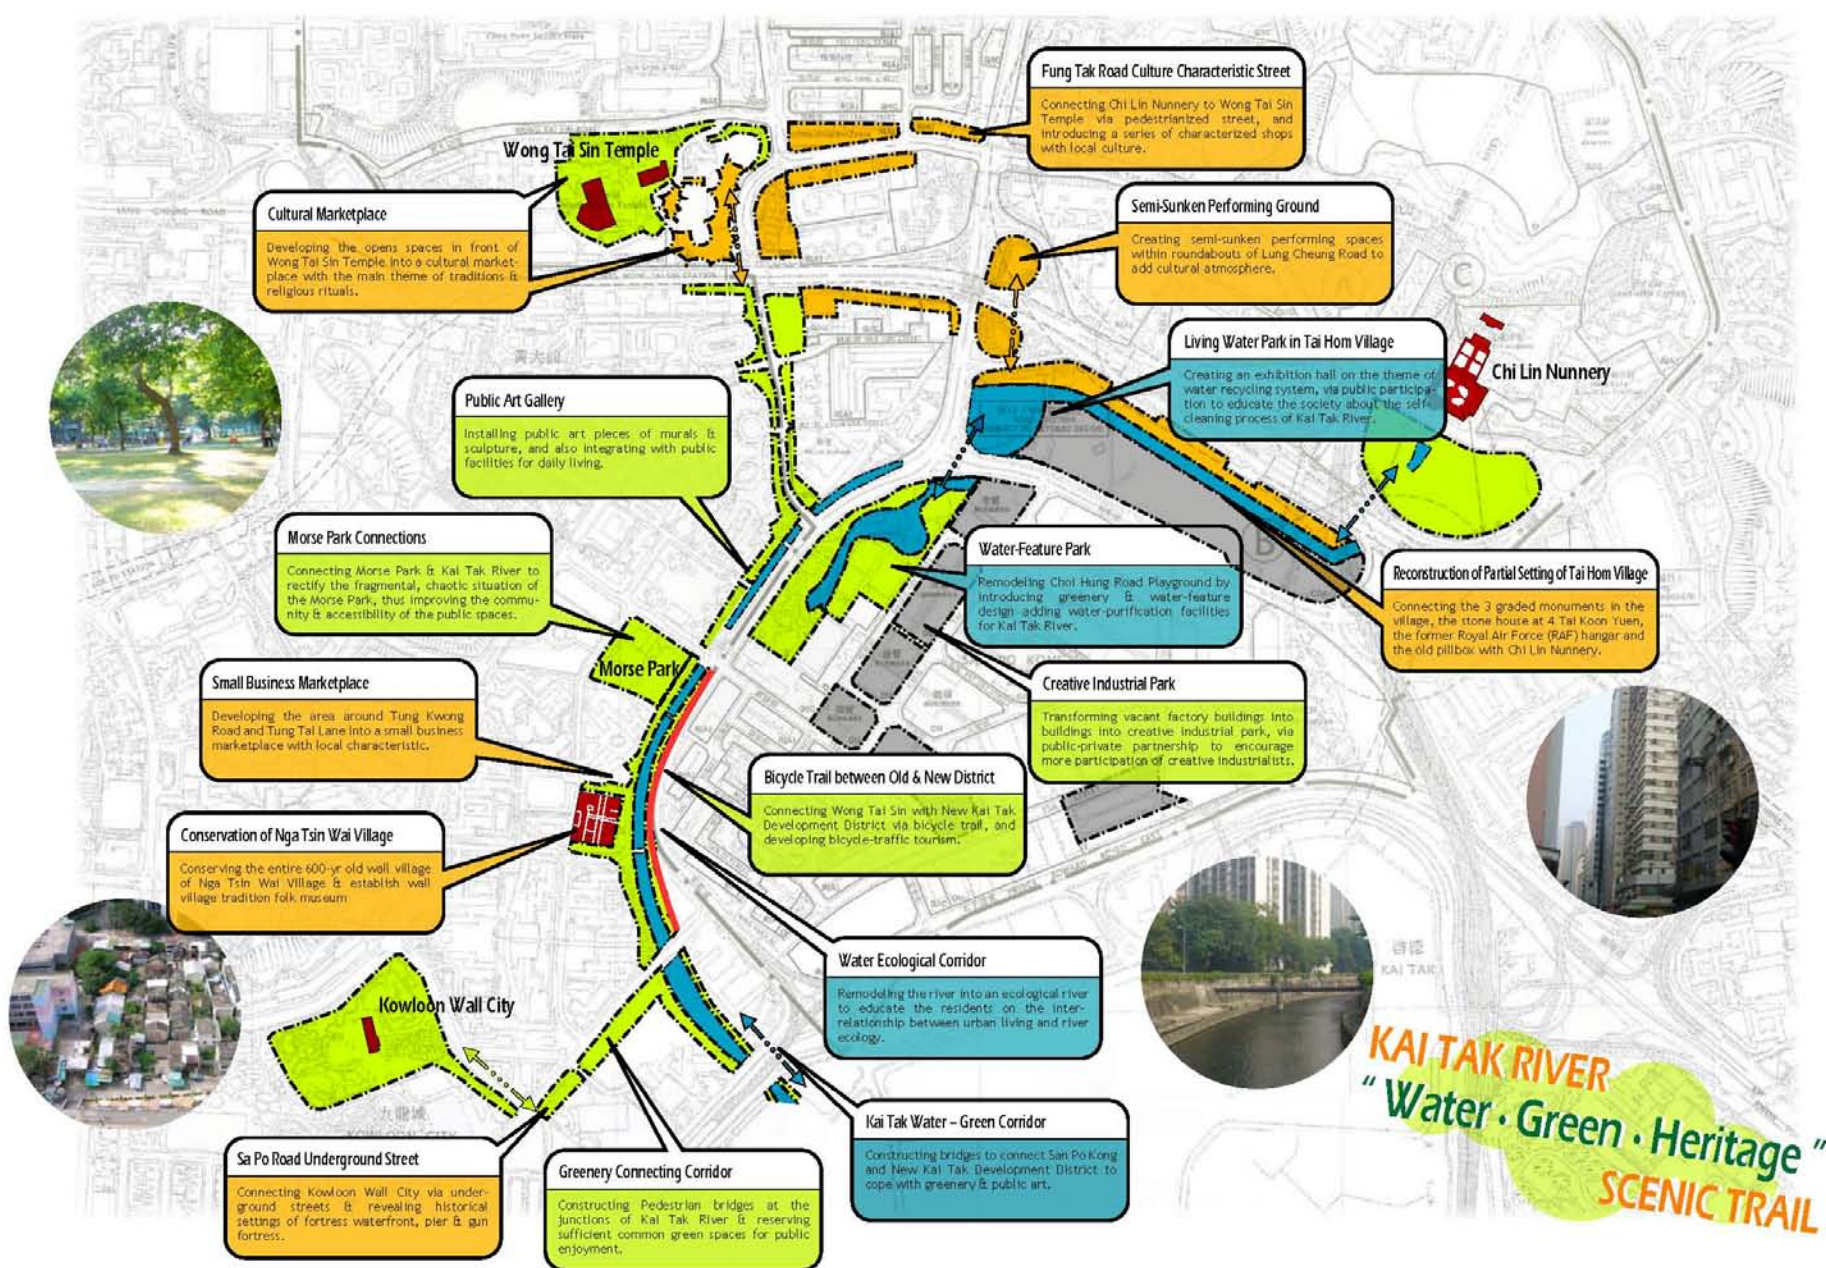 Fung Tak Road Culture Characteristic Street
Connecting Chi Lin Nunnery to Wong Tai Sin
Temple via pedestrianized street, and
introducing a series of characterized shops
with local culture.
Wong Tai Sin Temple
Cultural Marketplace
Developing the opens spaces in front of
Wong Tai Sin Temple into a cultural market-
place with the main theme of traditions &
religious rituals.
Semi-Sunken Performing Ground
Creating semi-sunken performing spaces
within roundabouts of Lung Cheung Road to
add cultural atmosphere.
Living Water Park in Tai Hom Village
Creating an exhibition hall on the theme of
water recycling system, via public participa-
tion to educate the society about the self-
cleaning process of Kai Tak River.
Chi Lin Nunnery
Public Art Gallery
Installing public art pieces of murals &
sculpture, and also integrating with public
facilities for daily living.
Morse Park Connections
Connecting Morse Park & Kai Tak River to
rectify the fragmental, chaotic situation of
the Morse Park, thus improving the commu-
nity & accessibility of the public spaces.
Water-Feature Park
Remodeling Choi Hung Road Playground by
introducing greenery & water-feature
design adding water-purification facilities
for Kai Tak River.
Reconstruction of Partial Setting of Tai Hom Village
Connecting the 3 graded monuments in the
village, the stone house at 4 Tai Koon Yuen,
the former Royal Air Force (RAF) hangar and
the old pillbox with Chi Lin Nunnery.
Morse Park
Small Business Marketplace
Developing the area around Tung Kwong
Road and Tung Tai Lane into a small business
marketplace with local characteristic.
Creative Industrial Park
Transforming vacant factory buildings into
buildings into creative industrial park, via
public-private partnership to encourage
more participation of creative industrialists.
Bicycle Trail between Old & New District
Connecting Wong Tai Sin with New Kai Tak
Development District via bicycle trail, and
developing bicycle-traffic tourism.
Conservation of Nga Tsin Wai Village
Conserving the entire 600-yr old wall village
of Nga Tsin Wai Village & establish wall
village tradition folk museum
Water Ecological Corridor
Remodeling the river into an ecological river
to educate the residents on the inter-
relationship between urban living and river
ecology.
KAI TAK
Kowloon Wall City
九龍城
KOWLOON CITY
Kai Tak Water – Green Corridor
Constructing bridges to connect San Po Kong
and New Kai Tak Development District to
cope with greenery & public art.
Sa Po Road Underground Street
Connecting Kowloon Wall City via under-
ground streets & revealing historical
settings of fortress waterfront, pier & gun
fortress.
Greenery Connecting Corridor
Constructing Pedestrian bridges at the
junctions of Kai Tak River & reserving
sufficient common green spaces for public
enjoyment.
KAI TAK RIVER
"Water · Green · Heritage"
SCENIC TRAIL